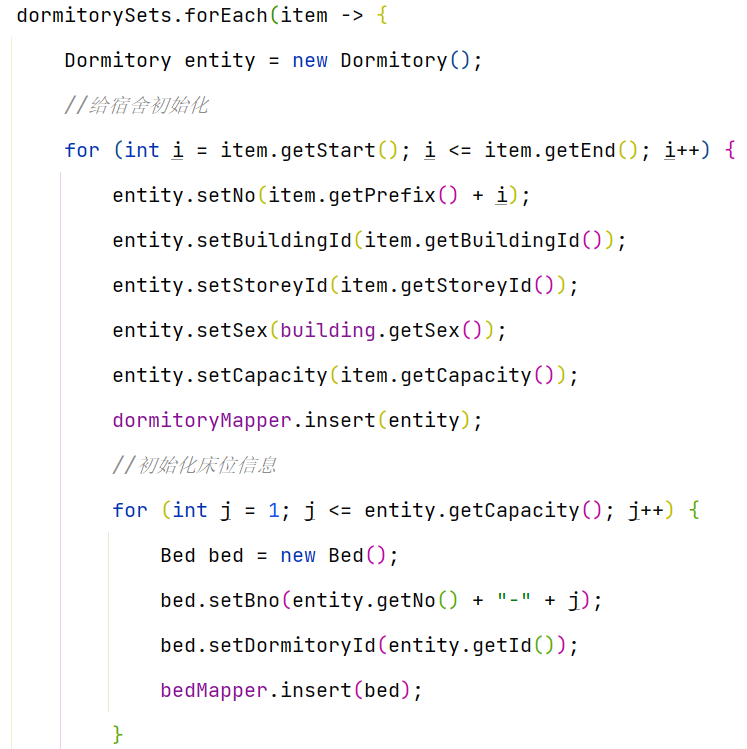 dormitorySets.forEach(item -> {
Dormitory entity = new Dormitory();
//给宿舍初始化
for (int i = item.getStart(); i <= item.getEnd(); i++) {
entity.setNo(item.getPrefix() + i);
entity.setBuildingId(item.getBuildingId());
entity.setStoreyId(item.getStoreyId());
entity.setSex(building.getSex());
entity.setCapacity(item.getCapacity());
dormitoryMapper.insert(entity);
//初始化床位信息
for (int j = 1; j <= entity.getCapacity(); j++) {
Bed bed = new Bed();
bed.setBno(entity.getNo() + "-" + j);
bed.setDormitoryId(entity.getId());
bedMapper.insert(bed);
}